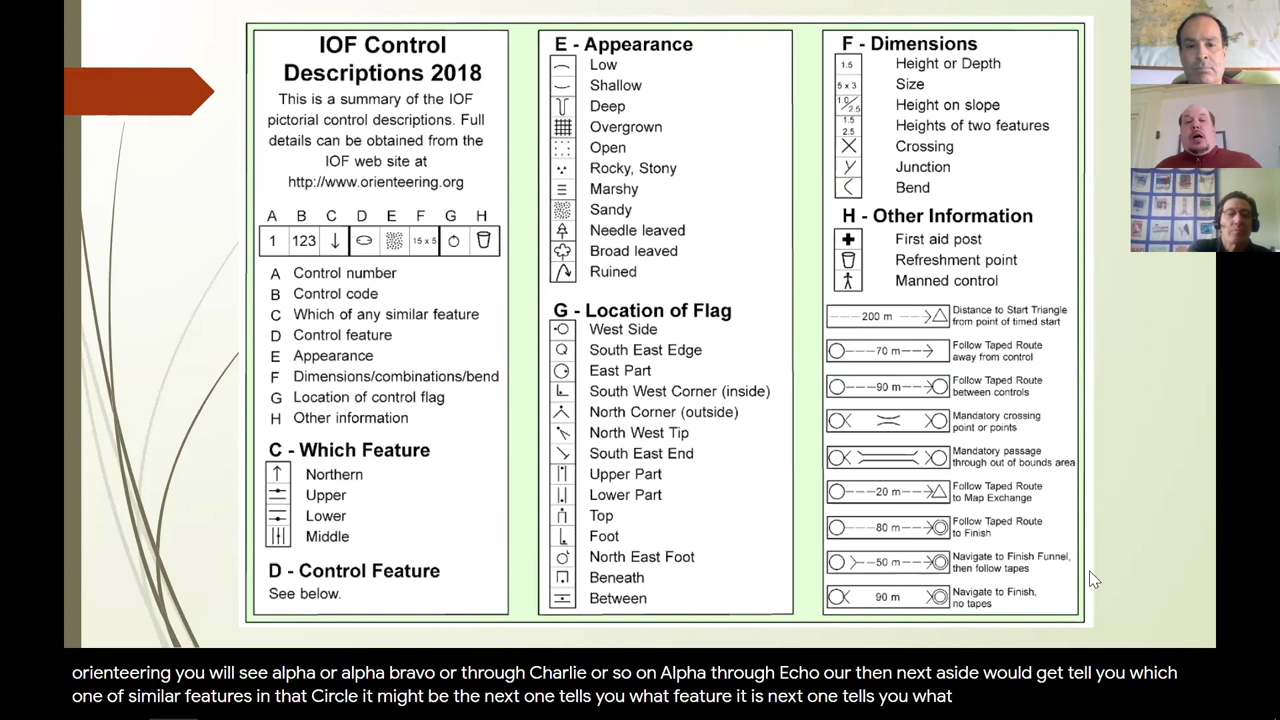 IOF Control
Descriptions 2018
This is a summary of the IOF
pictorial control descriptions. Full
details can be obtained from the
IOF web site at
http://www.orienteering.org
A B C D E F G H
1 123 15 x 5
A Control number
B Control code
C Which of any similar feature
D Control feature
E Appearance
F Dimensions/combinations/bend
G Location of control flag
H Other information
C - Which Feature
Northern
Upper
Lower
Middle
D - Control Feature
See below.
E - Appearance
Low
Shallow
Deep
Overgrown
Open
Rocky, Stony
Marshy
Sandy
Needle leaved
Broad leaved
Ruined
G - Location of Flag
West Side
South East Edge
East Part
South West Corner (inside)
North Corner (outside)
North West Tip
South East End
Upper Part
Lower Part
Top
Foot
North East Foot
Beneath
Between
F - Dimensions
1.5 Height or Depth
5 x 3 Size
1.0/2.5 Height on slope
1.5
2.5 Heights of two features
Crossing
Junction
Bend
H - Other Information
First aid post
Refreshment point
Manned control
200 m Distance to Start Triangle
from point of timed start
70 m Follow Taped Route
away from control
90 m Follow Taped Route
between controls
Mandatory crossing
point or points
Mandatory passage
through out of bounds area
20 m Follow Taped Route
to Map Exchange
80 m Follow Taped Route
to Finish
50 m Navigate to Finish Funnel,
then follow tapes
90 m Navigate to Finish,
no tapes
orienteering you will see alpha or alpha bravo or through Charlie or so on Alpha through Echo our then next aside would get tell you which
one of similar features in that Circle it might be the next one tells you what feature it is next one tells you what